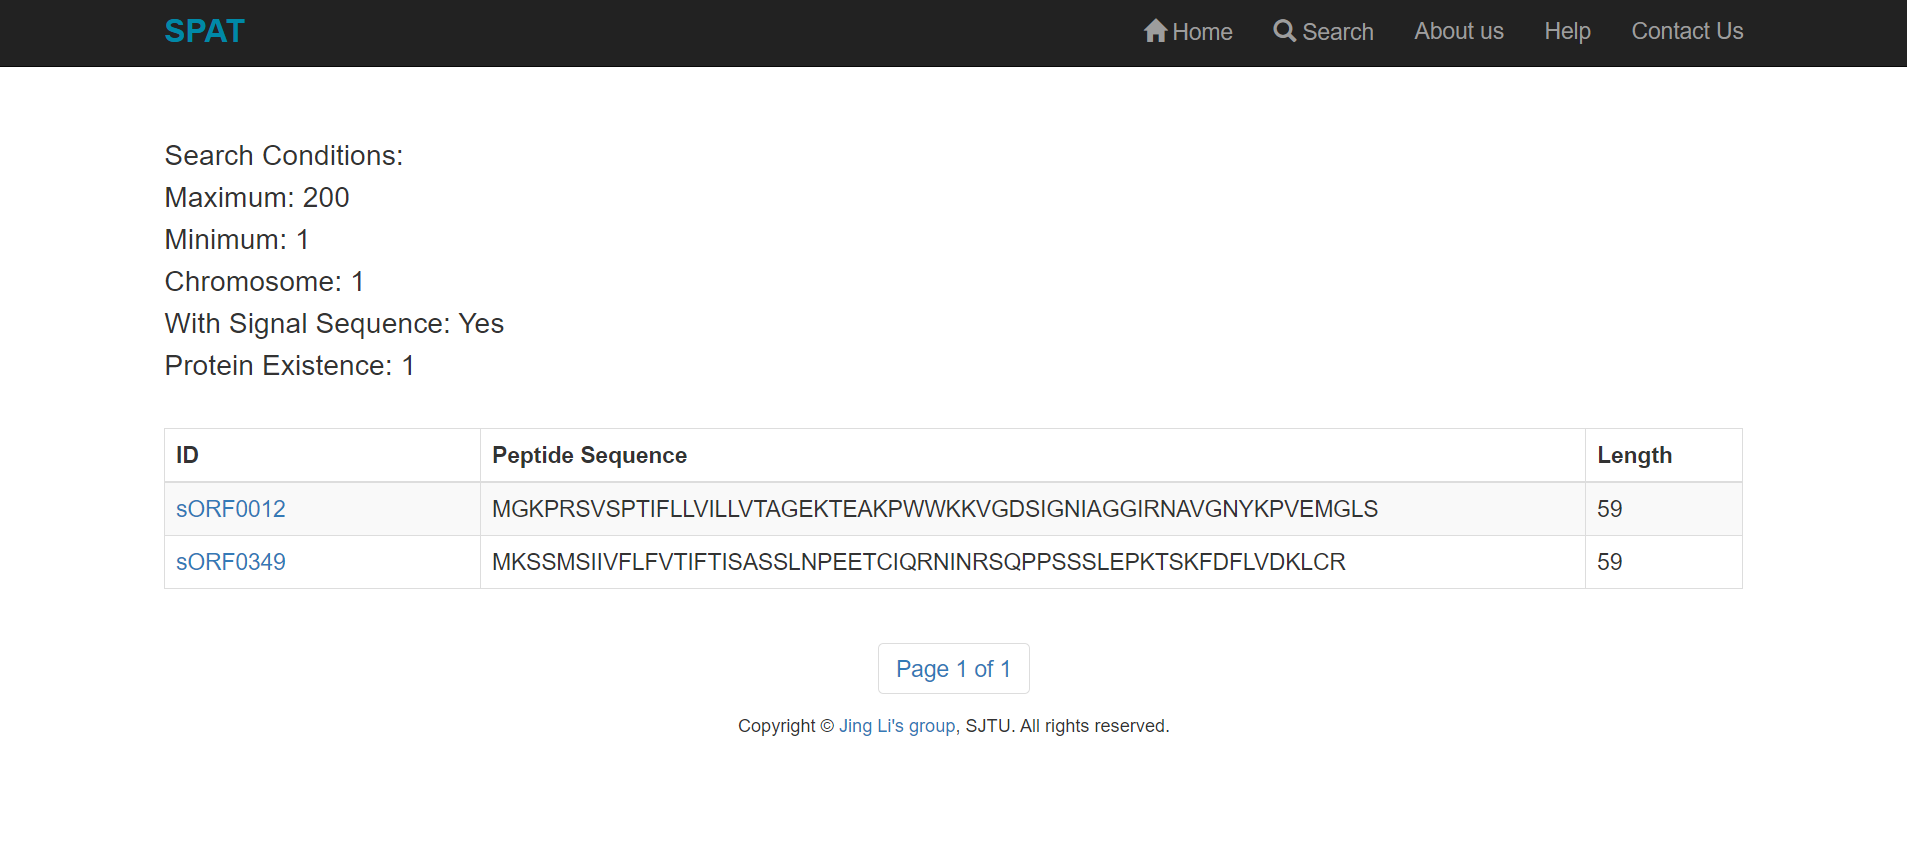 SPAT
Home Search About us Help Contact Us
Search Conditions:
Maximum: 200
Minimum: 1
Chromosome: 1
With Signal Sequence: Yes
Protein Existence: 1
ID Peptide Sequence Length
sORF0012 MGKPRSVSPTIFLLVILLVTAGEKTEAKPWWKKVGDSIGNIAGGIRNAVGNYKPVEMGLS 59
sORF0349 MKSSMSIIVFLFVTIFTISASSLNPEETCIQRNINRSQPPSSSLEPKTSKFDFLVDKLCR 59
Page 1 of 1
Copyright © Jing Li's group, SJTU. All rights reserved.